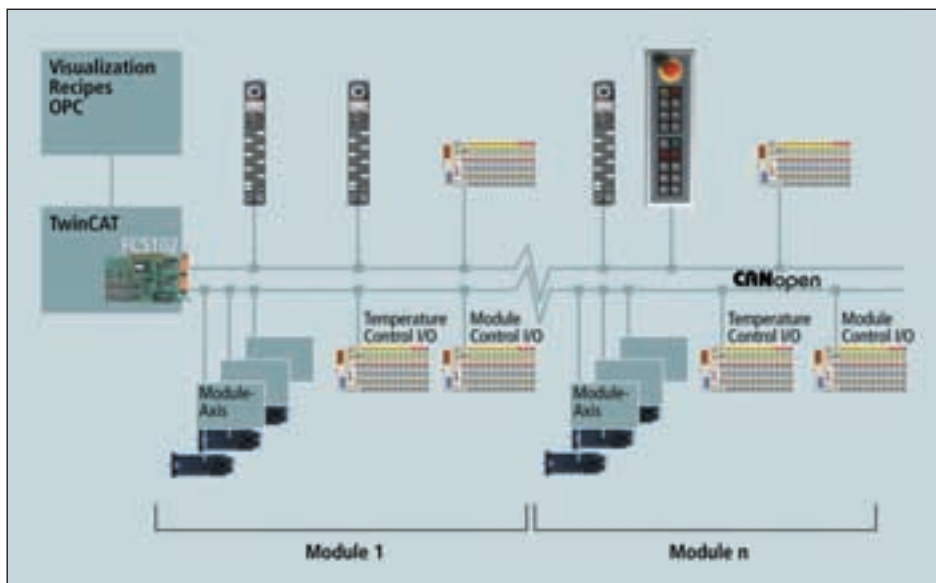 Visualization
Recipes
OPC
TwinCAT
FC5102
CANopen
Temperature
Control I/O
Module
Control I/O
Temperature
Control I/O
Module
Control I/O
Module-
Axis
Module-
Axis
Module 1
Module n